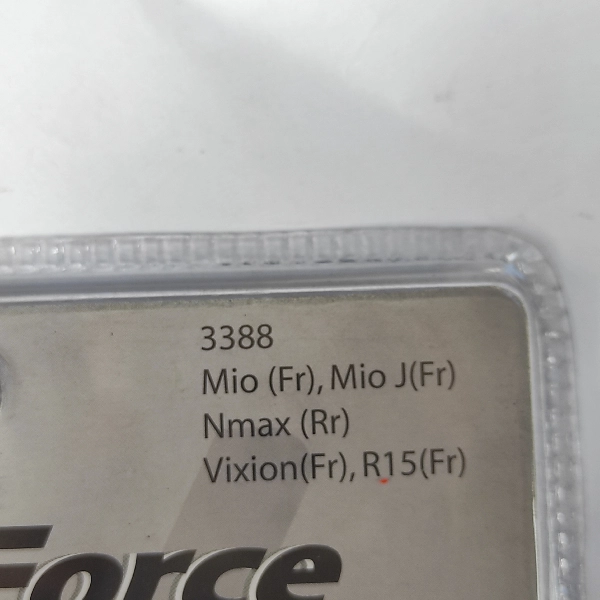 3388
Mio (Fr), Mio J(Fr)
Nmax (Rr)
Vixion(Fr), R15(Fr)
Force